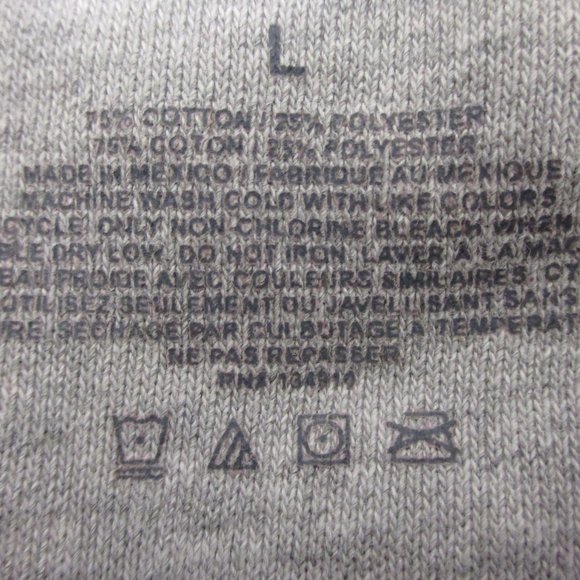 L
75% COTTON / 25% POLYESTER
75% COTON / 25% POLYESTER
MADE IN MEXICO / FABRIQUE AU MEXIQUE
MACHINE WASH COLD WITH LIKE COLORS
CYCLE. ONLY NON-CHLORINE BLEACH WHEN
BLE DRY LOW. DO NOT IRON. LAVER A LA MAC
EAU FROIDE AVEC COULEURS SIMILAIRES. CY
UTILISEZ SEULEMENT DU JAVELLISANT SANS
URE. SECHAGE PAR CULBUTAGE A TEMPERAT
NE PAS REPASSER
RN# 134910